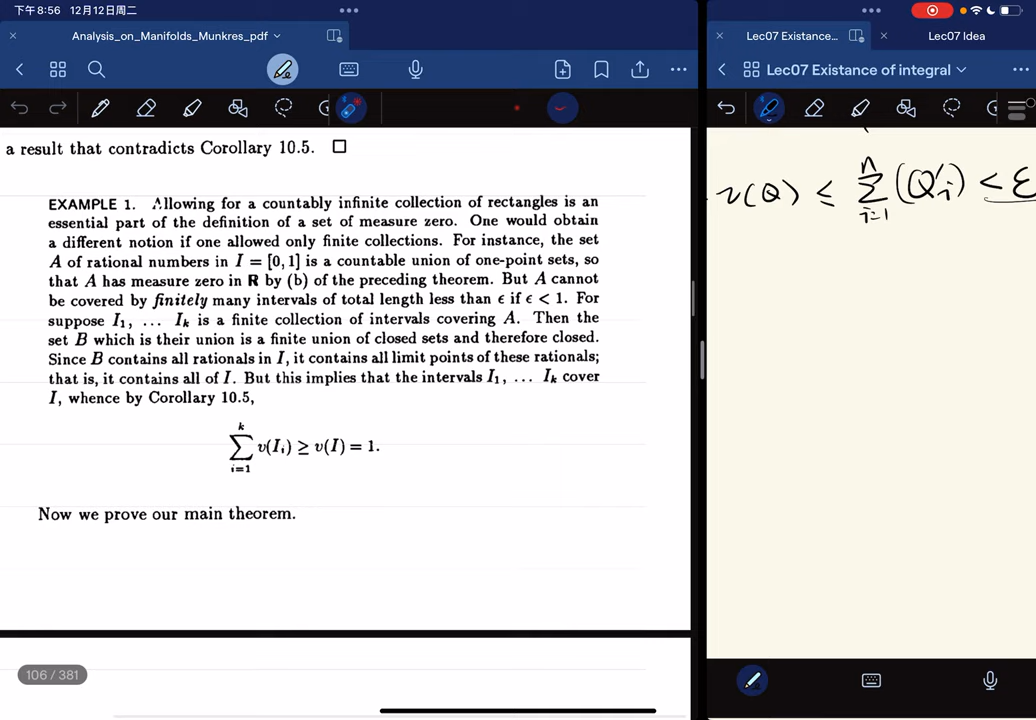 下午8:56 12月12日周二
Analysis_on_Manifolds_Munkres_pdf
Lec07 Existance...
Lec07 Idea
Lec07 Existance of integral
a result that contradicts Corollary 10.5. □
EXAMPLE 1. Allowing for a countably infinite collection of rectangles is an
essential part of the definition of a set of measure zero. One would obtain
a different notion if one allowed only finite collections. For instance, the set
A of rational numbers in I = [0,1] is a countable union of one-point sets, so
that A has measure zero in R by (b) of the preceding theorem. But A cannot
be covered by finitely many intervals of total length less than ϵ if ϵ < 1. For
suppose I₁, ... Iₖ is a finite collection of intervals covering A. Then the
set B which is their union is a finite union of closed sets and therefore closed.
Since B contains all rationals in I, it contains all limit points of these rationals;
that is, it contains all of I. But this implies that the intervals I₁, ... Iₖ cover
I, whence by Corollary 10.5,
k
∑ v(Iᵢ) ≥ v(I) = 1.
i=1
Now we prove our main theorem.
106 / 381
n
v(Q) ≤ ∑ (Q'ᵢ) < ε
i=1